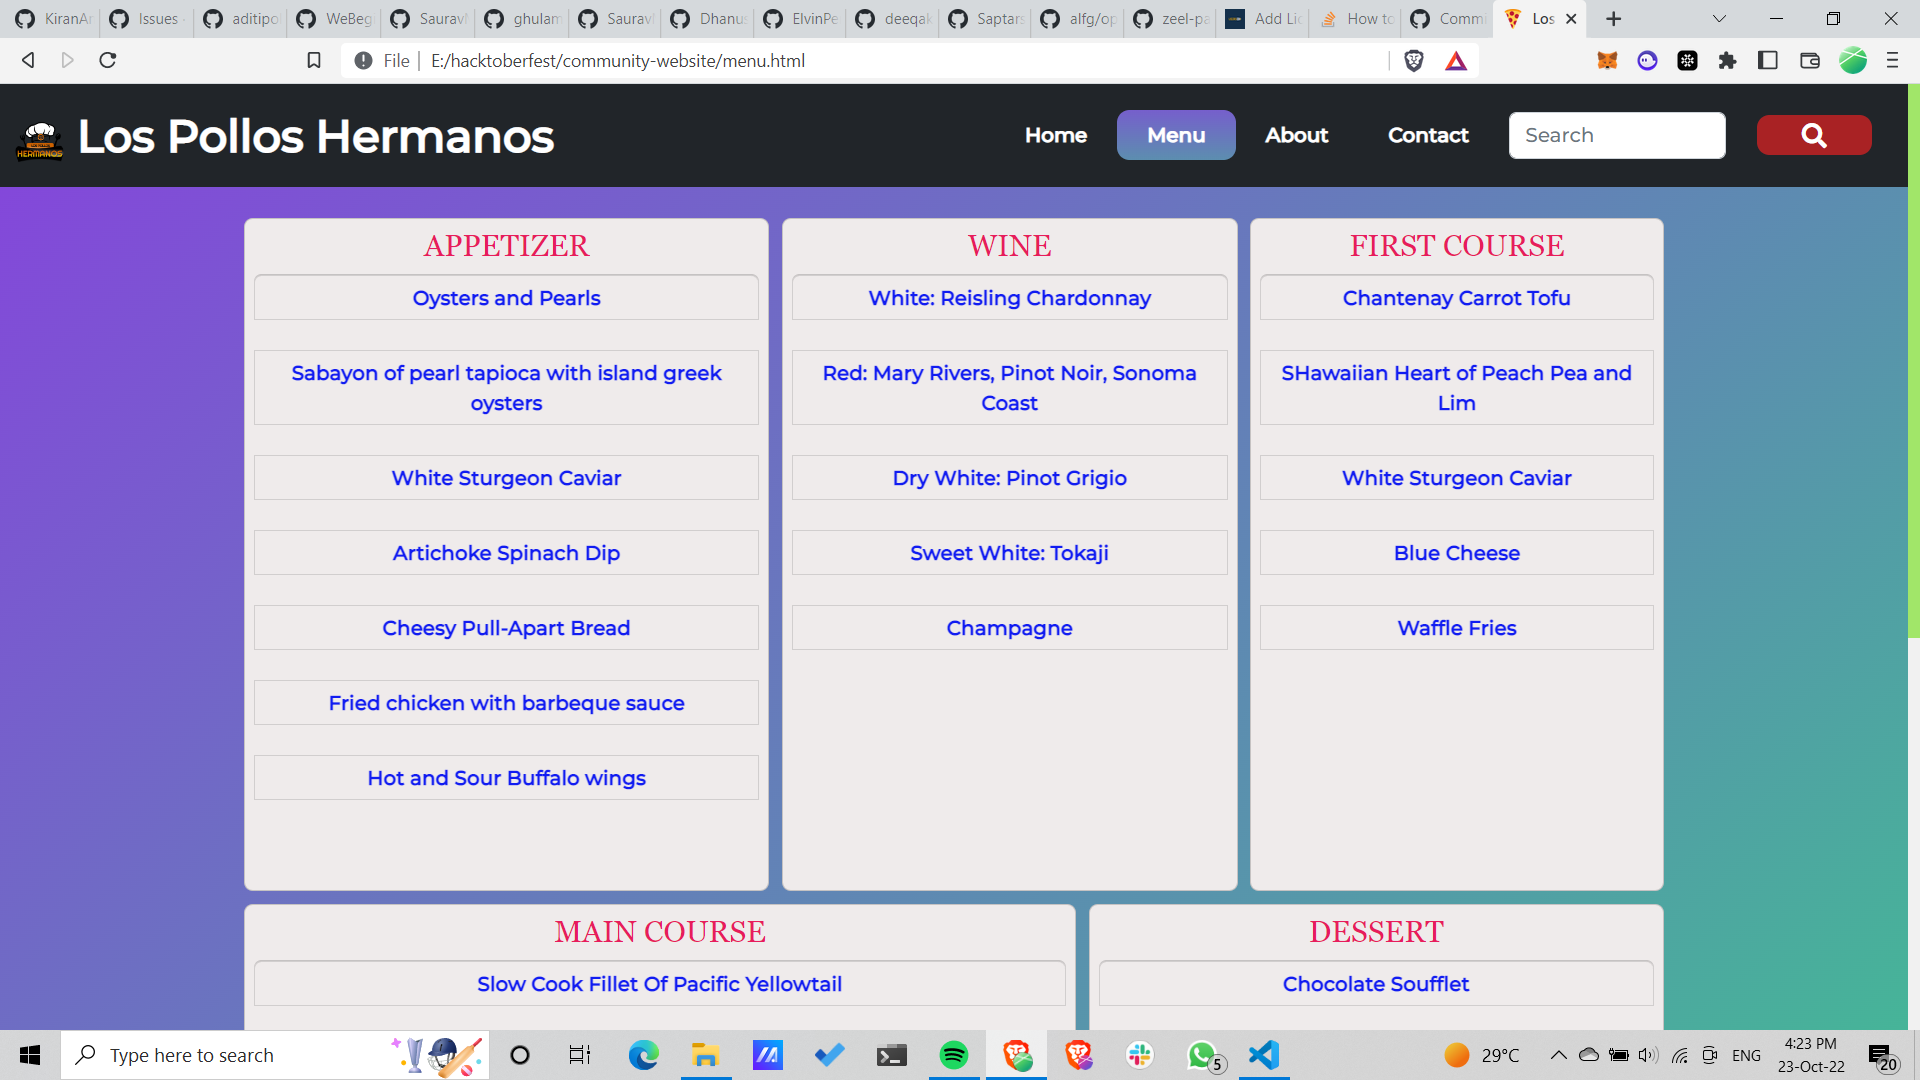 KiranAr
Issues
aditipo
WeBeg
Saurav
ghulam
Saurav
Dhanus
ElvinPe
deeqak
Saptars
alfg/op
zeel-pa
Add Lic
How to
Commi
Los
File
E:/hacktoberfest/community-website/menu.html
HERMANOS
Los Pollos Hermanos
Home
Menu
About
Contact
Search
APPETIZER
Oysters and Pearls
Sabayon of pearl tapioca with island greek
oysters
White Sturgeon Caviar
Artichoke Spinach Dip
Cheesy Pull-Apart Bread
Fried chicken with barbeque sauce
Hot and Sour Buffalo wings
WINE
White: Reisling Chardonnay
Red: Mary Rivers, Pinot Noir, Sonoma
Coast
Dry White: Pinot Grigio
Sweet White: Tokaji
Champagne
FIRST COURSE
Chantenay Carrot Tofu
SHawaiian Heart of Peach Pea and
Lim
White Sturgeon Caviar
Blue Cheese
Waffle Fries
MAIN COURSE
Slow Cook Fillet Of Pacific Yellowtail
DESSERT
Chocolate Soufflet
Type here to search
5
29°C
ENG
4:23 PM
23-Oct-22
20